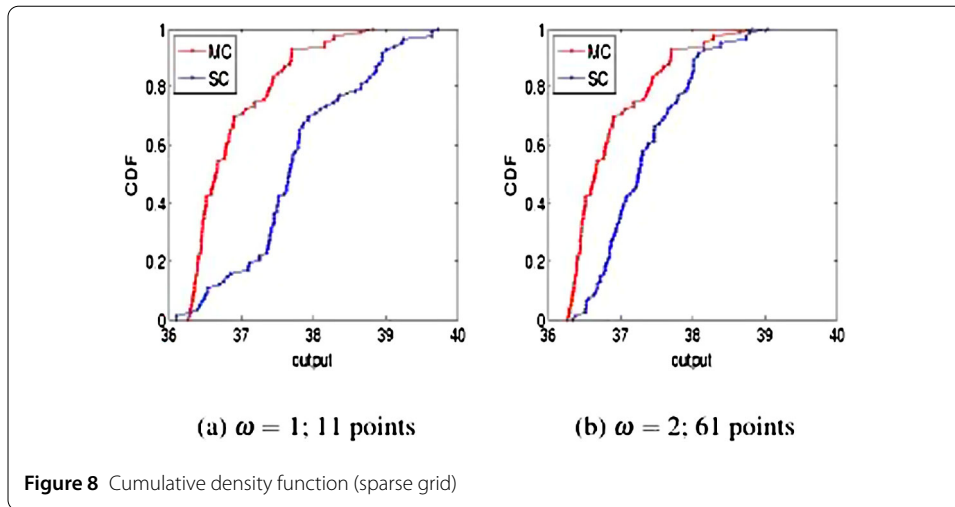 1
0.8
0.6
0.4
0.2
0
CDF
MC
SC
36 37 38 39 40
output
1
0.8
0.6
0.4
0.2
0
CDF
MC
SC
36 37 38 39 40
output
(a) ω = 1; 11 points
(b) ω = 2; 61 points
Figure 8 Cumulative density function (sparse grid)